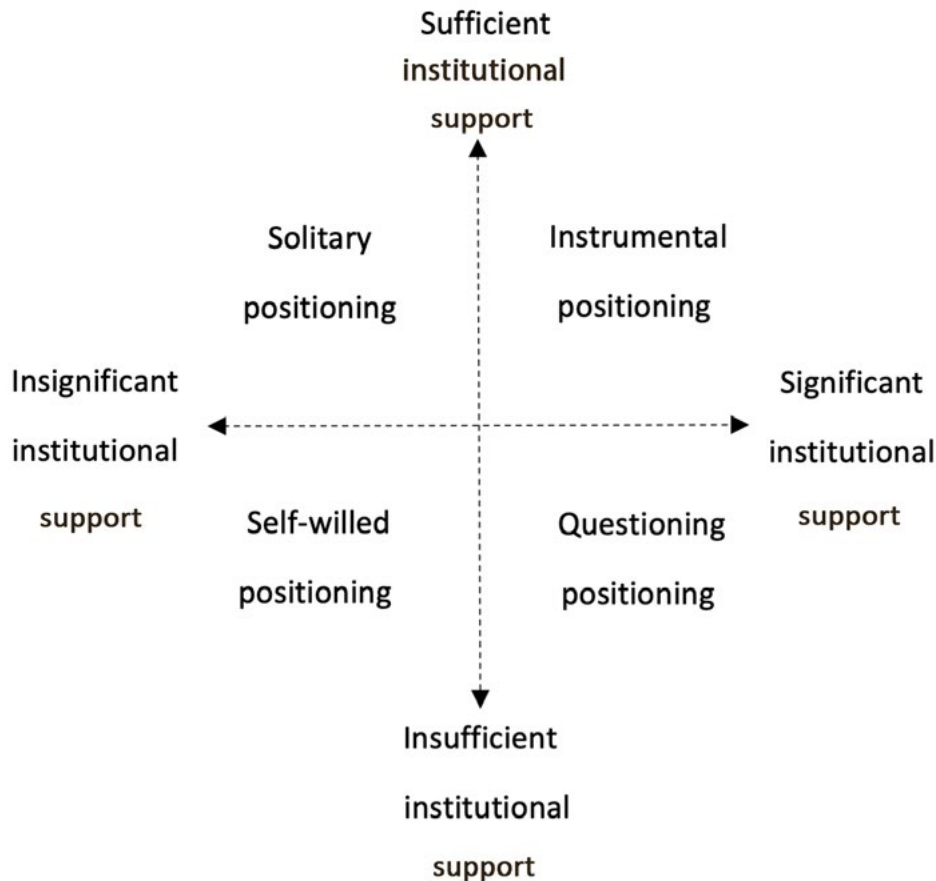 Sufficient
institutional
support
Solitary
positioning
Instrumental
positioning
Insignificant
institutional
support
Significant
institutional
support
Self-willed
positioning
Questioning
positioning
Insufficient
institutional
support